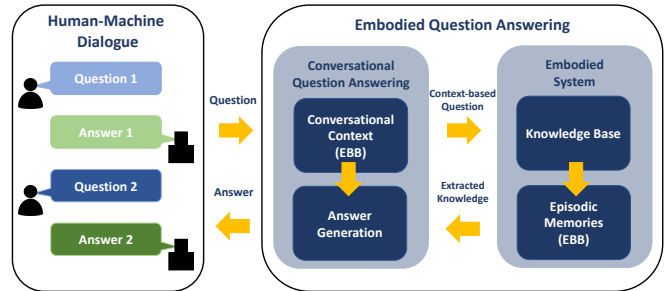 Human-Machine
Dialogue
Question 1
Answer 1
Question 2
Answer 2
Question
Answer
Embodied Question Answering
Conversational
Question Answering
Conversational
Context
(EBB)
Answer
Generation
Context-based
Question
Extracted
Knowledge
Embodied
System
Knowledge Base
Episodic
Memories
(EBB)